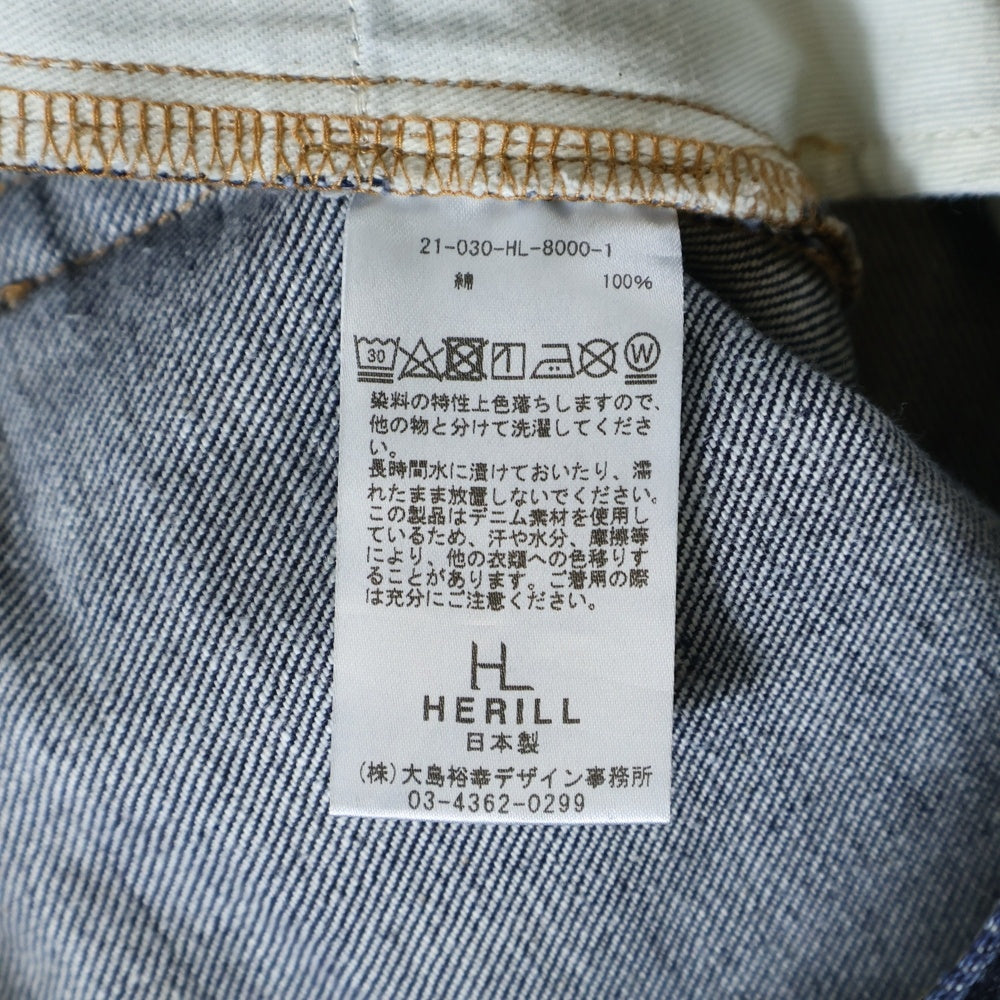 21-030-HL-8000-1
綿 100%
30 W
染料の特性上色落ちしますので、
他の物と分けて洗濯してくださ
い。
長時間水に漬けておいたり、濡
れたまま放置しないでください。
この製品はデニム素材を使用し
ているため、汗や水分、摩擦等
により、他の衣類への色移りす
ることがあります。ご着用の際
は充分にご注意ください。
HL
HERILL
日本製
(株)大島裕幸デザイン事務所
03-4362-0299